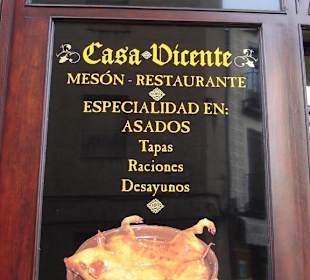 Casa Vicente
MESÓN - RESTAURANTE
ESPECIALIDAD EN:
ASADOS
Tapas
Raciones
Desayunos